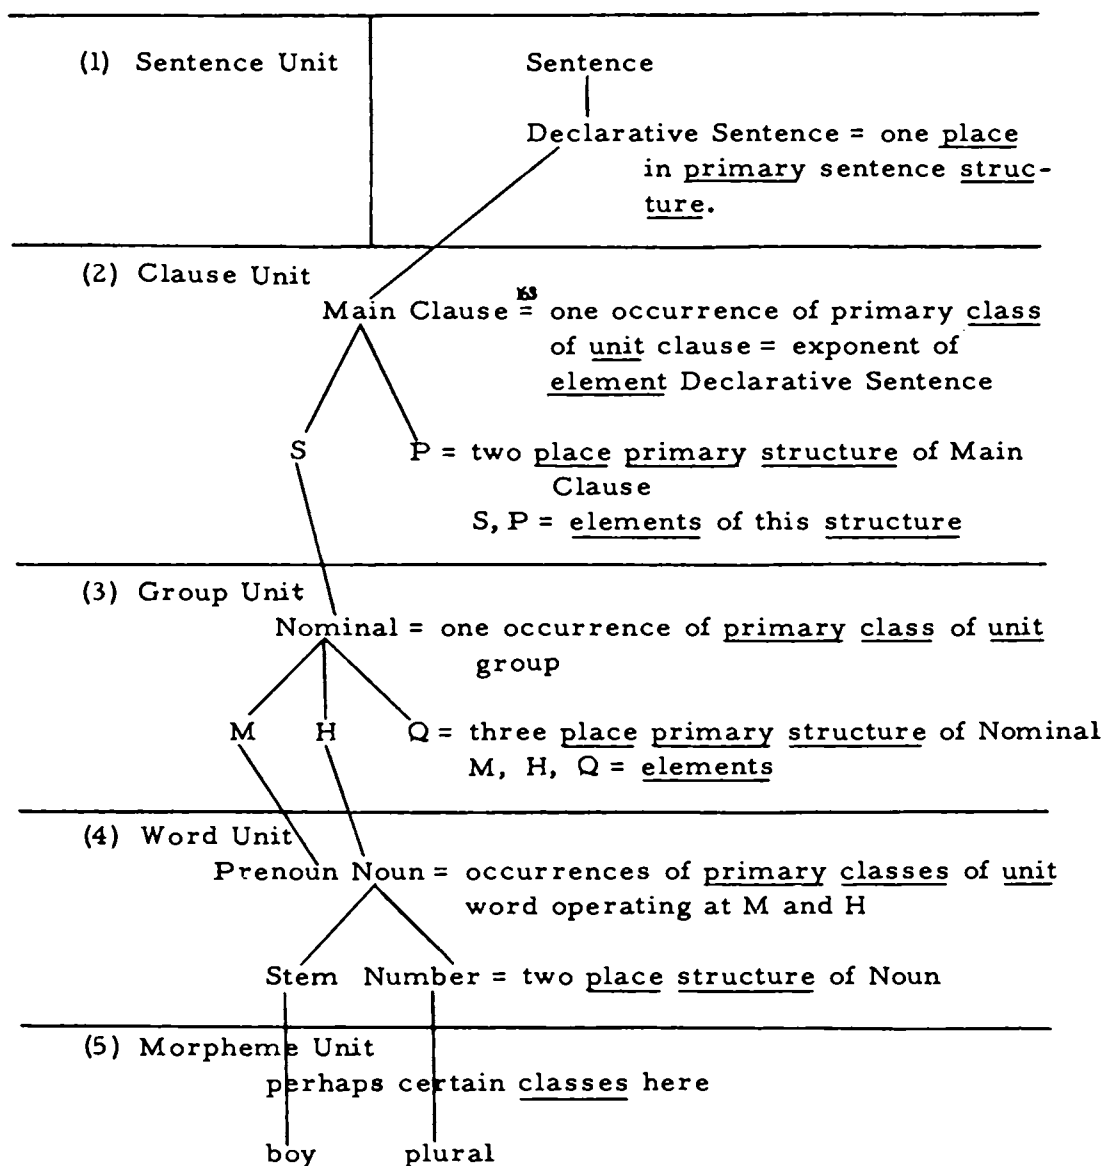 (1) Sentence Unit Sentence
Declarative Sentence = one place
in primary sentence struc-
ture.
(2) Clause Unit
Main Clause 163 = one occurrence of primary class
of unit clause = exponent of
element Declarative Sentence
S P = two place primary structure of Main
Clause
S, P = elements of this structure
(3) Group Unit
Nominal = one occurrence of primary class of unit
group
M H Q = three place primary structure of Nominal
M, H, Q = elements
(4) Word Unit
Prenoun Noun = occurrences of primary classes of unit
word operating at M and H
Stem Number = two place structure of Noun
(5) Morpheme Unit
perhaps certain classes here
boy plural